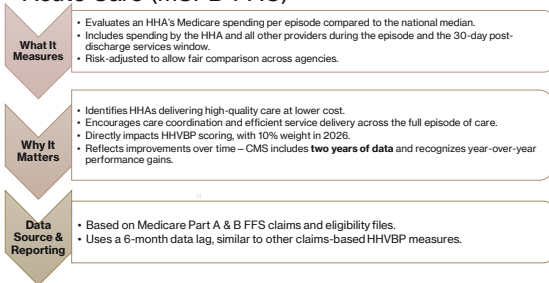 What It
Measures
• Evaluates an HHA's Medicare spending per episode compared to the national median.
• Includes spending by the HHA and all other providers during the episode and the 30-day post-
discharge services window.
• Risk-adjusted to allow fair comparison across agencies.
Why It
Matters
• Identifies HHAs delivering high-quality care at lower cost.
• Encourages care coordination and efficient service delivery across the full episode of care.
• Directly impacts HHVBP scoring, with 10% weight in 2026.
• Reflects improvements over time – CMS includes two years of data and recognizes year-over-year
performance gains.
Data
Source &
Reporting
• Based on Medicare Part A & B FFS claims and eligibility files.
• Uses a 6-month data lag, similar to other claims-based HHVBP measures.